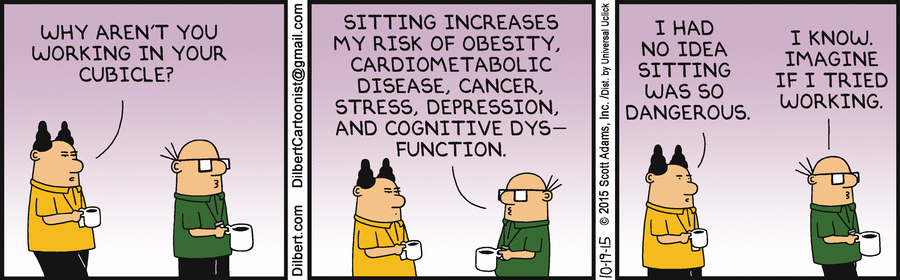 WHY AREN'T YOU
WORKING IN YOUR
CUBICLE?
Dilbert.com DilbertCartoonist@gmail.com
SITTING INCREASES
MY RISK OF OBESITY,
CARDIOMETABOLIC
DISEASE, CANCER,
STRESS, DEPRESSION,
AND COGNITIVE DYS-
FUNCTION.
10-19-15 © 2015 Scott Adams, Inc. /Dist. by Universal Uclick
I HAD
NO IDEA
SITTING
WAS SO
DANGEROUS.
I KNOW.
IMAGINE
IF I TRIED
WORKING.